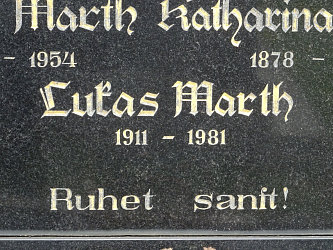 Marth Katharina
– 1954 1878 –
Lukas Marth
1911 – 1981
Ruhet sanft!